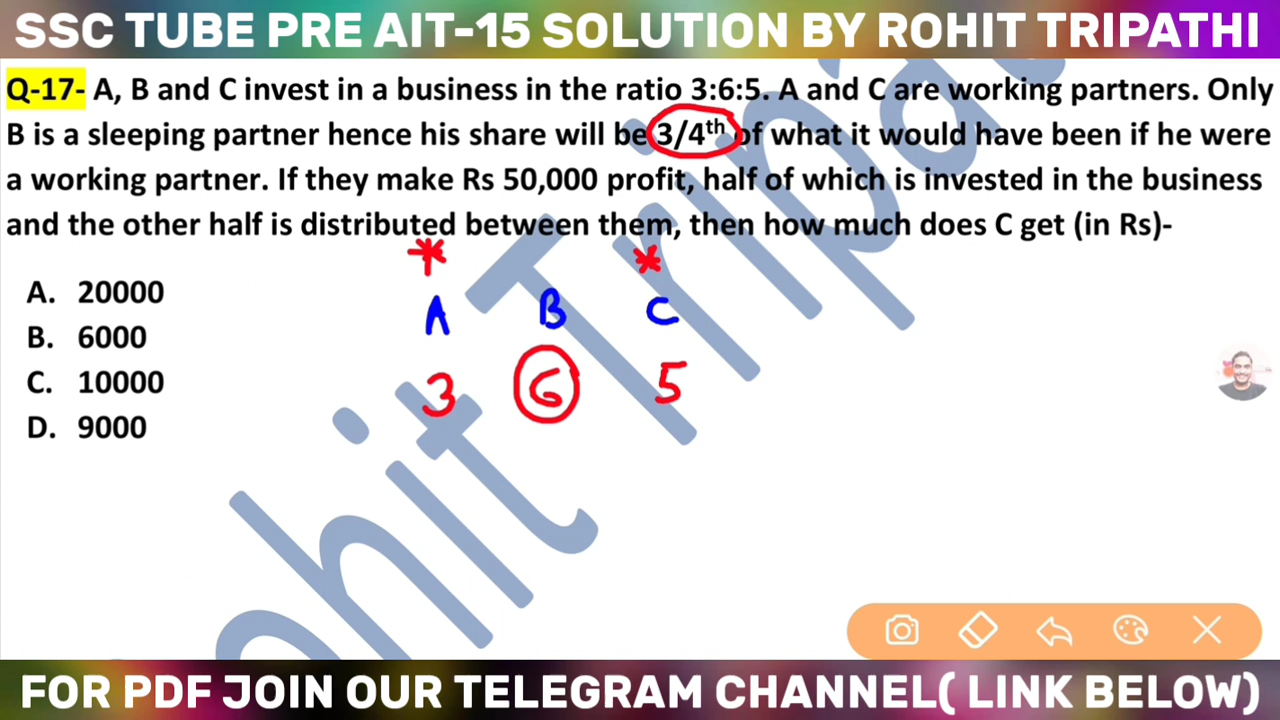 SSC TUBE PRE AIT-15 SOLUTION BY ROHIT TRIPATHI
Q-17- A, B and C invest in a business in the ratio 3:6:5. A and C are working partners. Only
B is a sleeping partner hence his share will be 3/4th of what it would have been if he were
a working partner. If they make Rs 50,000 profit, half of which is invested in the business
and the other half is distributed between them, then how much does C get (in Rs)-
A. 20000
B. 6000
C. 10000
D. 9000
* *
A B C
3 6 5
Rohit Tripathi
FOR PDF JOIN OUR TELEGRAM CHANNEL( LINK BELOW)